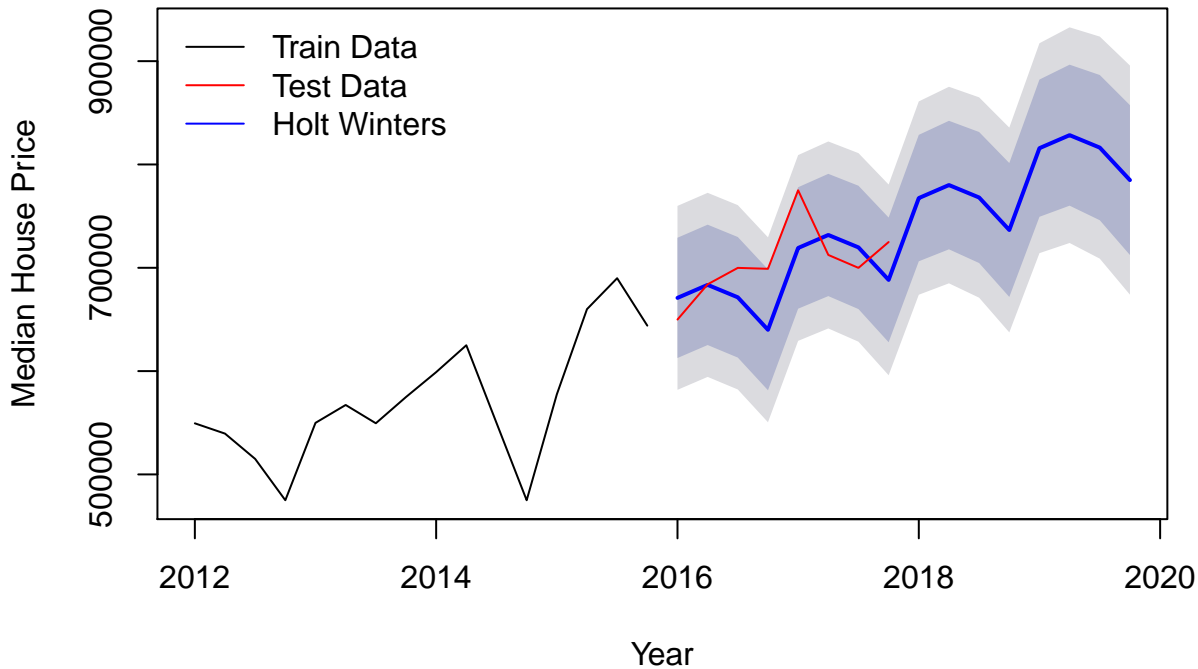 Train Data
Test Data
Holt Winters
Median House Price
900000
700000
500000
2012
2014
2016
2018
2020
Year